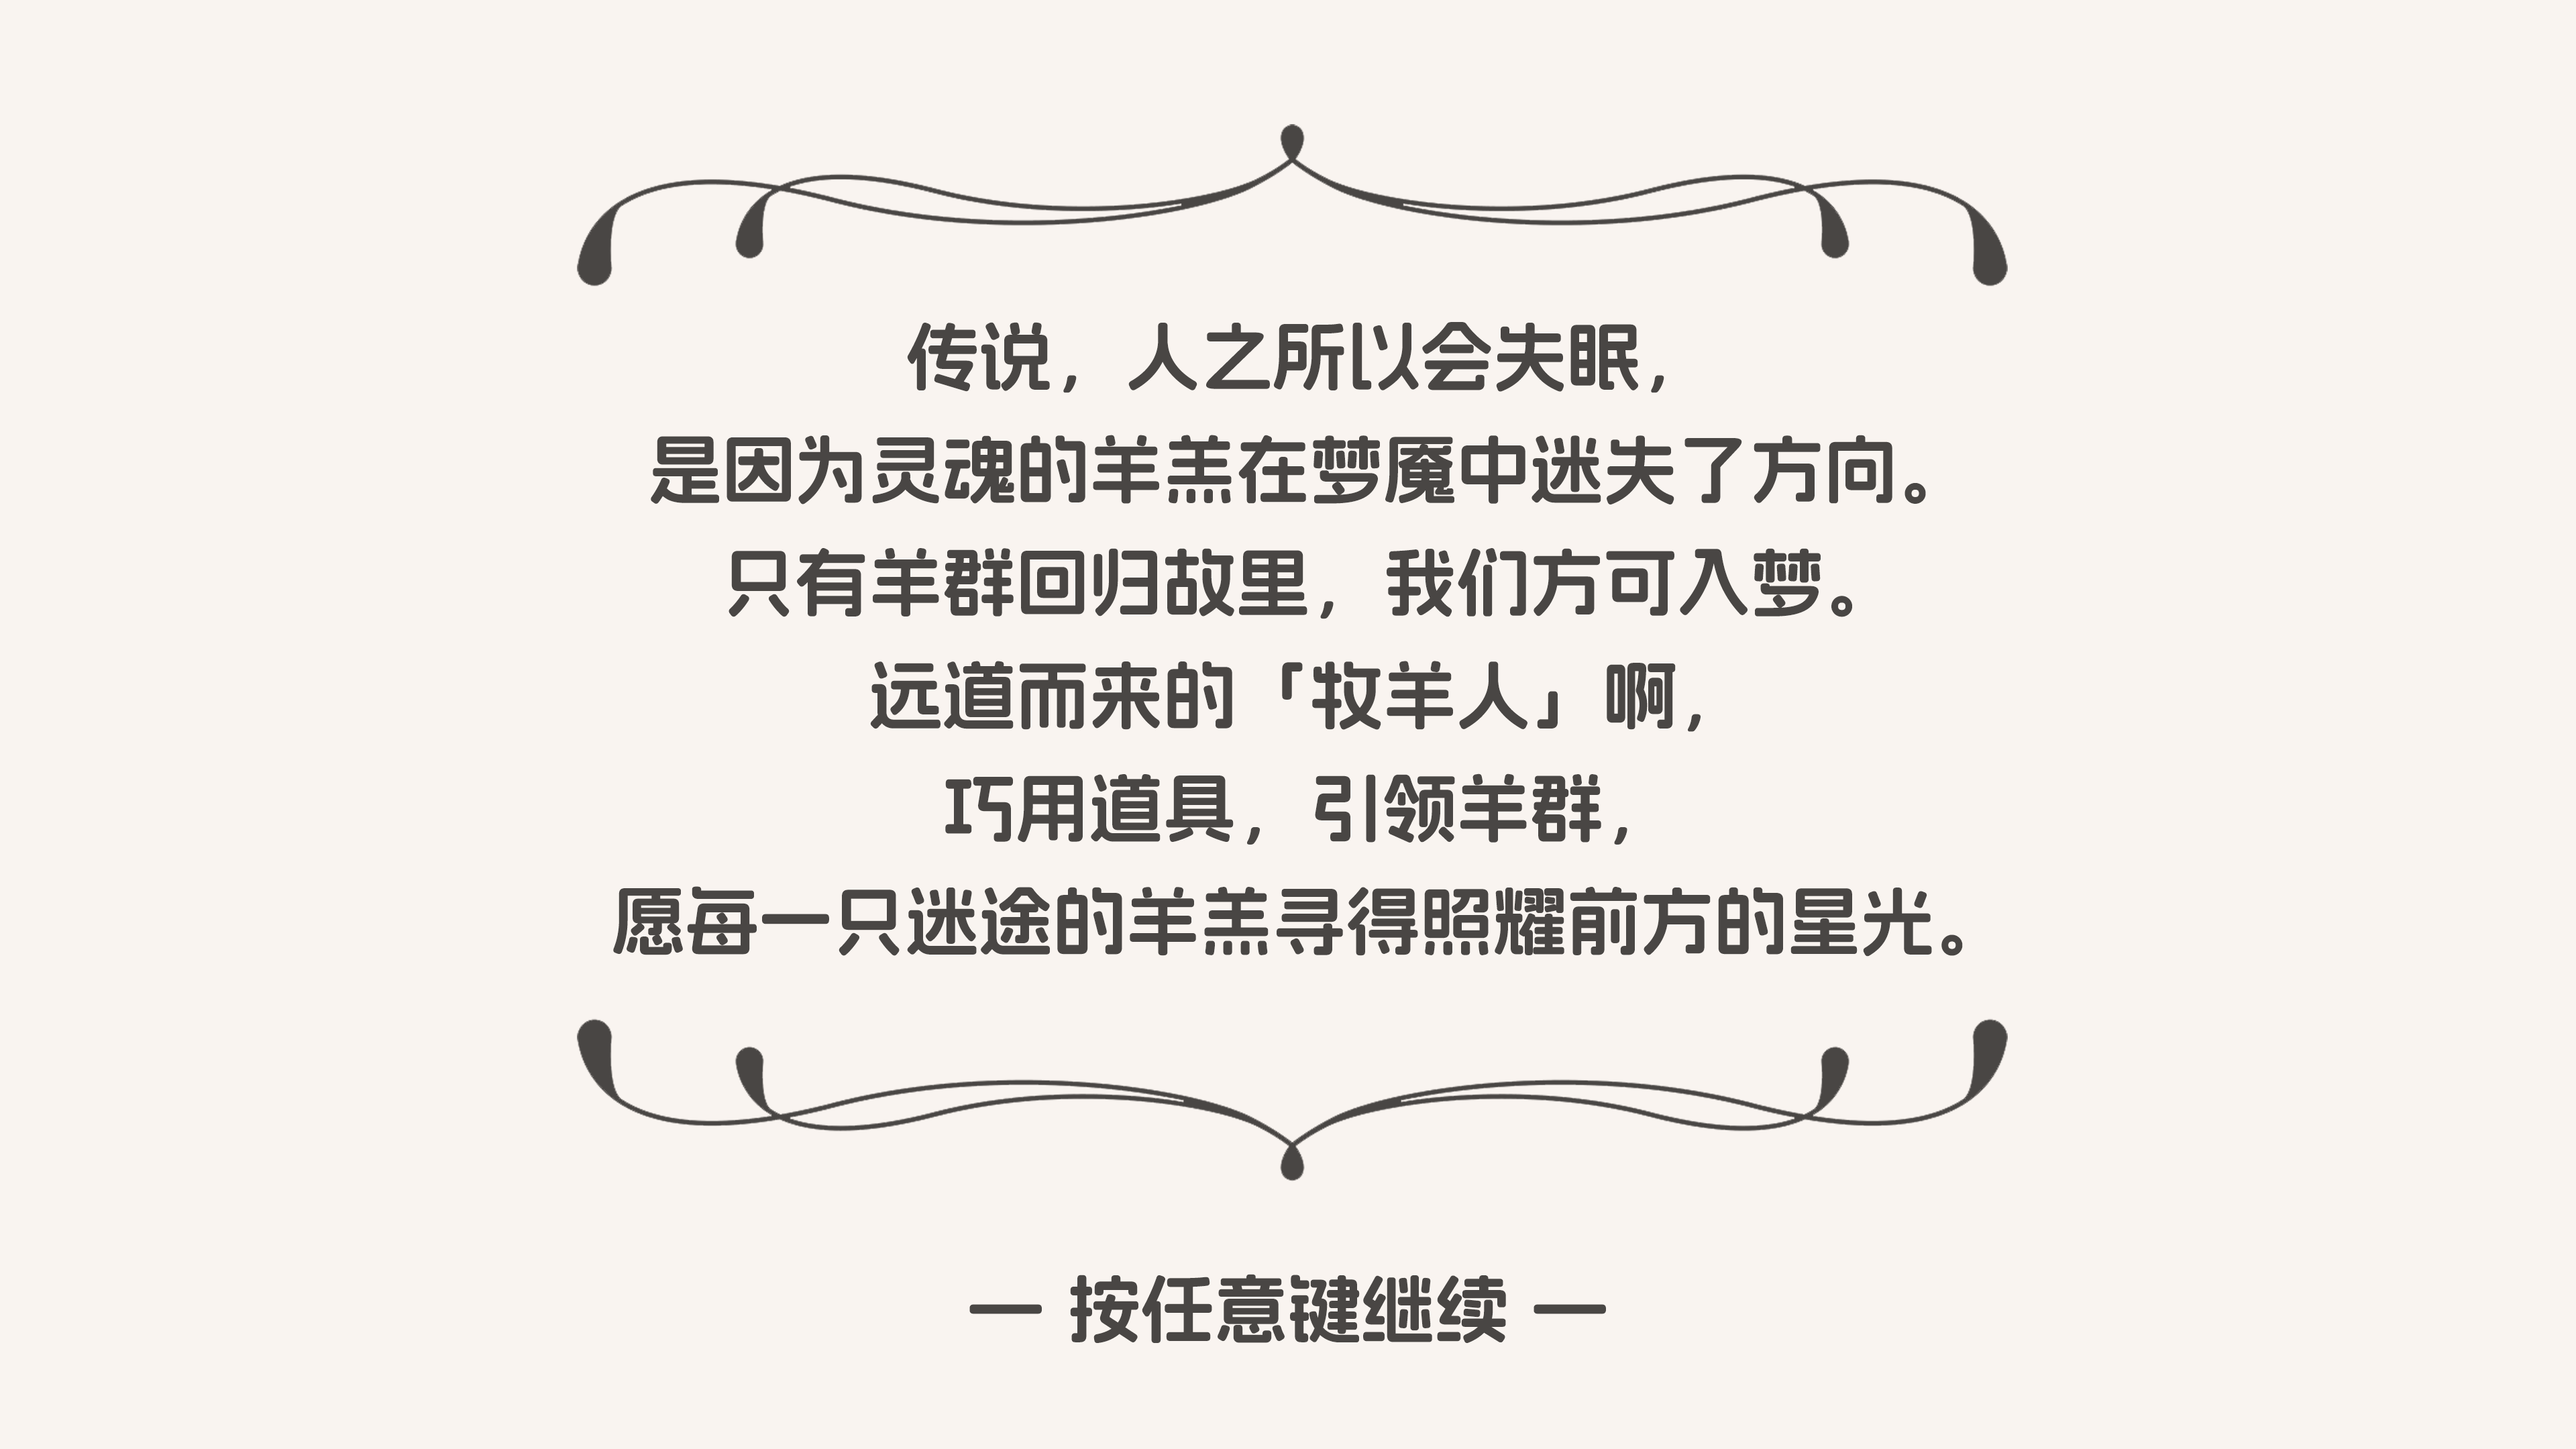 传说，人之所以会失眠，
是因为灵魂的羊羔在梦魇中迷失了方向。
只有羊群回归故里，我们方可入梦。
远道而来的「牧羊人」啊，
巧用道具，引领羊群，
愿每一只迷途的羊羔寻得照耀前方的星光。
— 按任意键继续 —